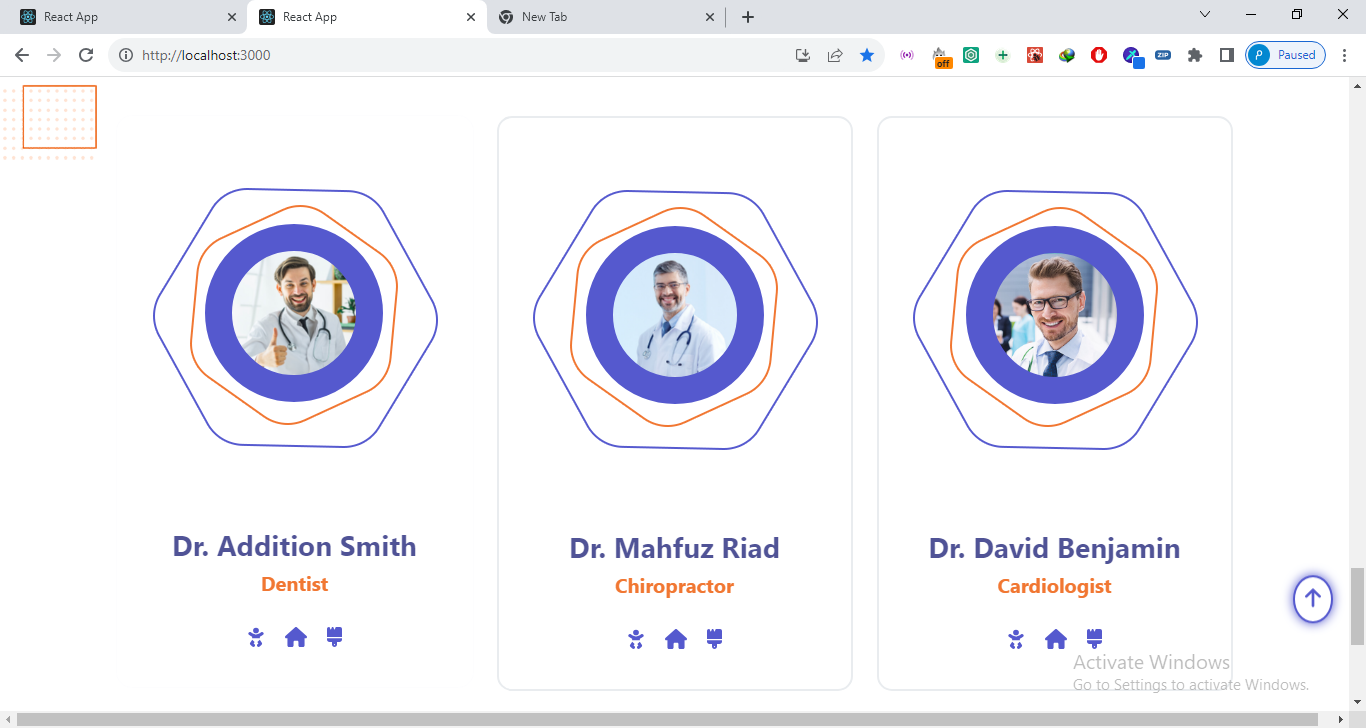 React App
React App
New Tab
http://localhost:3000
off
ZIP
P
Paused
Dr. Addition Smith
Dentist
Dr. Mahfuz Riad
Chiropractor
Dr. David Benjamin
Cardiologist
Activate Windows
Go to Settings to activate Windows.